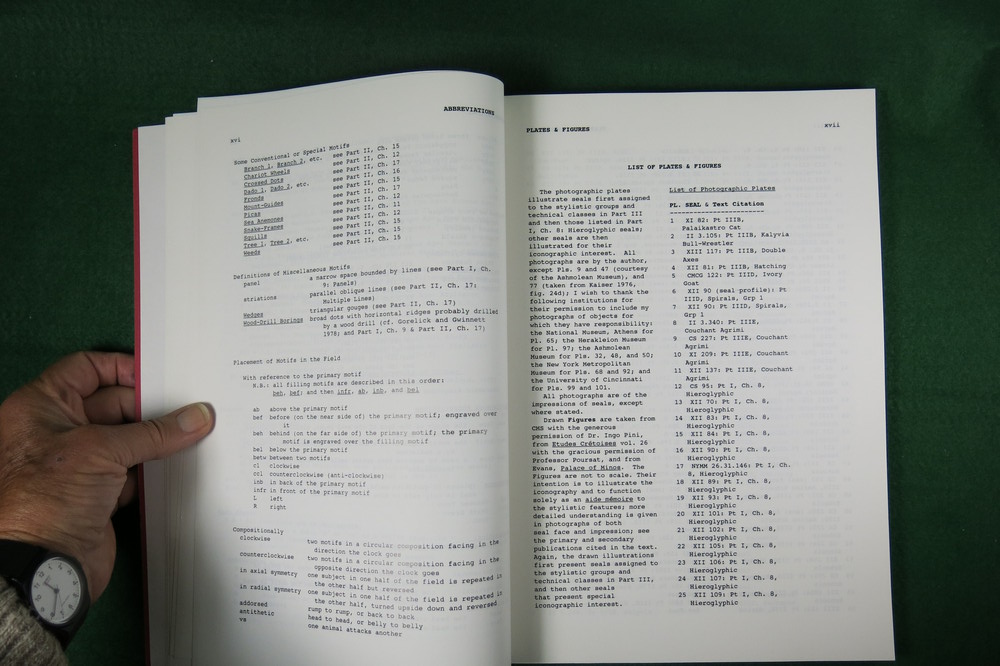 ABBREVIATIONS
xvi
Some Conventional or Special Motifs
Branch 1, Branch 2, etc. see Part II, Ch. 15
Chariot Wheels see Part II, Ch. 12
Crossed Dots see Part II, Ch. 17
Dado 1, Dado 2, etc. see Part II, Ch. 16
Fronds see Part II, Ch. 15
Mount-Guides see Part II, Ch. 17
Picas see Part II, Ch. 12
Sea Anemones see Part II, Ch. 11
Snake-Frames see Part II, Ch. 12
Squills see Part II, Ch. 15
Tree 1, Tree 2, etc. see Part II, Ch. 15
Weeds see Part II, Ch. 15
Definitions of Miscellaneous Motifs
panel a narrow space bounded by lines (see Part I, Ch.
9: Panels)
striations parallel oblique lines (see Part II, Ch. 17:
Multiple Lines)
Wedges triangular gouges (see Part II, Ch. 17)
Wood-Drill Borings broad dots with horizontal ridges probably drilled
by a wood drill (cf. Gorelick and Gwinnett
1978; and Part I, Ch. 9 & Part II, Ch. 17)
Placement of Motifs in the Field
With reference to the primary motif
N.B.: all filling motifs are described in this order:
beh, bef; and then infr, ab, inb, and bel
ab above the primary motif
bef before (on the near side of) the primary motif; engraved over
it
beh behind (on the far side of) the primary motif; the primary
motif is engraved over the filling motif
bel below the primary motif
betw between two motifs
cl clockwise
ccl counterclockwise (anti-clockwise)
inb in back of the primary motif
infr in front of the primary motif
L left
R right
Compositionally
clockwise two motifs in a circular composition facing in the
direction the clock goes
counterclockwise two motifs in a circular composition facing in the
opposite direction the clock goes
in axial symmetry one subject in one half of the field is repeated in
the other half but reversed
in radial symmetry one subject in one half of the field is repeated in
the other half, turned upside down and reversed
addorsed rump to rump, or back to back
antithetic head to head, or belly to belly
vs one animal attacks another
PLATES & FIGURES
xvii
LIST OF PLATES & FIGURES
The photographic plates
illustrate seals first assigned
to the stylistic groups and
technical classes in Part III
and then those listed in Part
I, Ch. 8: Hieroglyphic seals;
other seals are then
illustrated for their
iconographic interest. All
photographs are by the author,
except Pls. 9 and 47 (courtesy
of the Ashmolean Museum), and
77 (taken from Kaiser 1976,
fig. 24d); I wish to thank the
following institutions for
their permission to include my
photographs of objects for
which they have responsibility:
the National Museum, Athens for
Pl. 65; the Herakleion Museum
for Pl. 97; the Ashmolean
Museum for Pls. 32, 48, and 50;
the New York Metropolitan
Museum for Pls. 68 and 92; and
the University of Cincinnati
for Pls. 99 and 101.
All photographs are of the
impressions of seals, except
where stated.
Drawn Figures are taken from
CMS with the generous
permission of Dr. Ingo Pini,
from Etudes Crétoises vol. 26
with the gracious permission of
Professor Poursat, and from
Evans, Palace of Minos. The
Figures are not to scale. Their
intention is to illustrate the
iconography and to function
solely as an aide mémoire to
the stylistic features; more
detailed understanding is given
in photographs of both
seal face and impression; see
the primary and secondary
publications cited in the text.
Again, the drawn illustrations
first present seals assigned to
the stylistic groups and
technical classes in Part III,
and then other seals
that present special
iconographic interest.
List of Photographic Plates
PL. SEAL & Text Citation
------------------------
1 XI 82: Pt IIIB,
Palaikastro Cat
2 II 3.105: Pt IIIB, Kalyvia
Bull-Wrestler
3 XIII 117: Pt IIIB, Double
Axes
4 XII 81: Pt IIIB, Hatching
5 CMCG 122: Pt IIID, Ivory
Goat
6 XII 90 (seal-profile): Pt
IIID, Spirals, Grp 1
7 XII 90: Pt IIID, Spirals,
Grp 1
8 II 3.340: Pt IIIE,
Couchant Agrimi
9 CS 227: Pt IIIE, Couchant
Agrimi
10 XI 209: Pt IIIE, Couchant
Agrimi
11 XII 137: Pt IIIE, Couchant
Agrimi
12 CS 95: Pt I, Ch. 8,
Hieroglyphic
13 XII 70: Pt I, Ch. 8,
Hieroglyphic
14 XII 83: Pt I, Ch. 8,
Hieroglyphic
15 XII 84: Pt I, Ch. 8,
Hieroglyphic
16 XII 9D: Pt I, Ch. 8,
Hieroglyphic
17 NYMM 26.31.146: Pt I, Ch.
8, Hieroglyphic
18 XII 89: Pt I, Ch. 8,
Hieroglyphic
19 XII 93: Pt I, Ch. 8,
Hieroglyphic
20 XII 101: Pt I, Ch. 8,
Hieroglyphic
21 XII 102: Pt I, Ch. 8,
Hieroglyphic
22 XII 105: Pt I, Ch. 8,
Hieroglyphic
23 XII 106: Pt I, Ch. 8,
Hieroglyphic
24 XII 107: Pt I, Ch. 8,
Hieroglyphic
25 XII 109: Pt I, Ch. 8,
Hieroglyphic